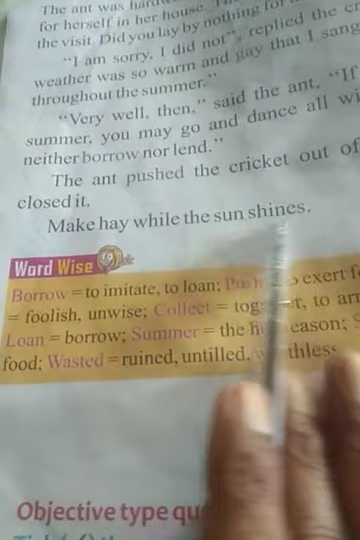 The ant was
for herself in her house.
the visit. Did you lay by nothing for
"I am sorry, I did not", replied the
weather was so warm and gay that I sang
throughout the summer."
"Very well, then," said the ant, "If
summer, you may go and dance all
neither borrow nor lend."
The ant pushed the cricket out of
closed it.
Make hay while the sun shines.
Word Wise
Borrow = to imitate, to loan; exert
= foolish, unwise; Collect = to
Loan = borrow; Summer = the
food; Wasted = ruined, untilled,
Objective type